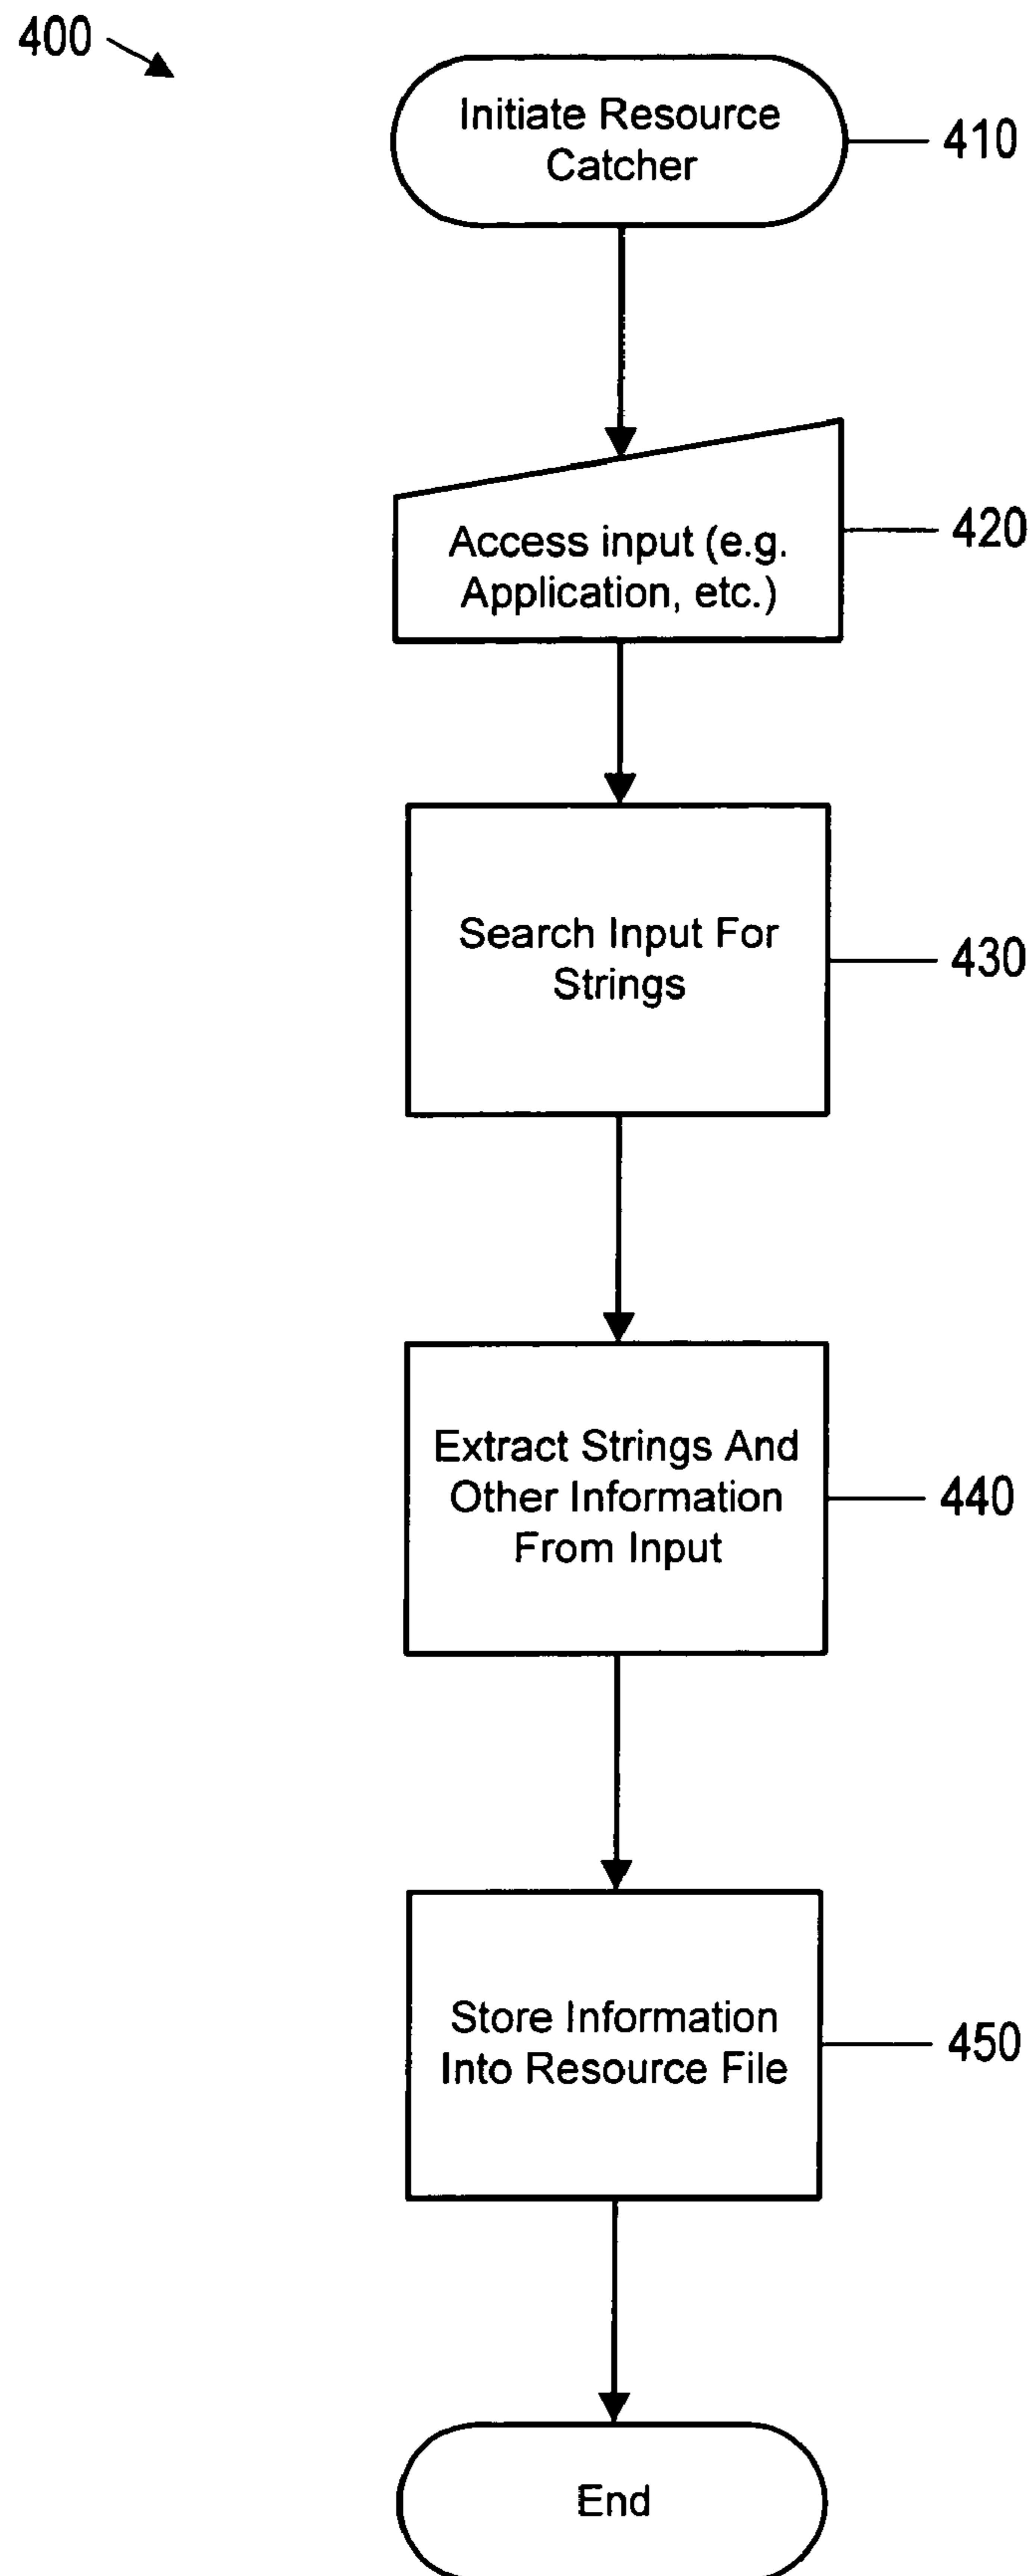 400
Initiate Resource
Catcher
410
Access input (e.g.
Application, etc.)
420
Search Input For
Strings
430
Extract Strings And
Other Information
From Input
440
Store Information
Into Resource File
450
End